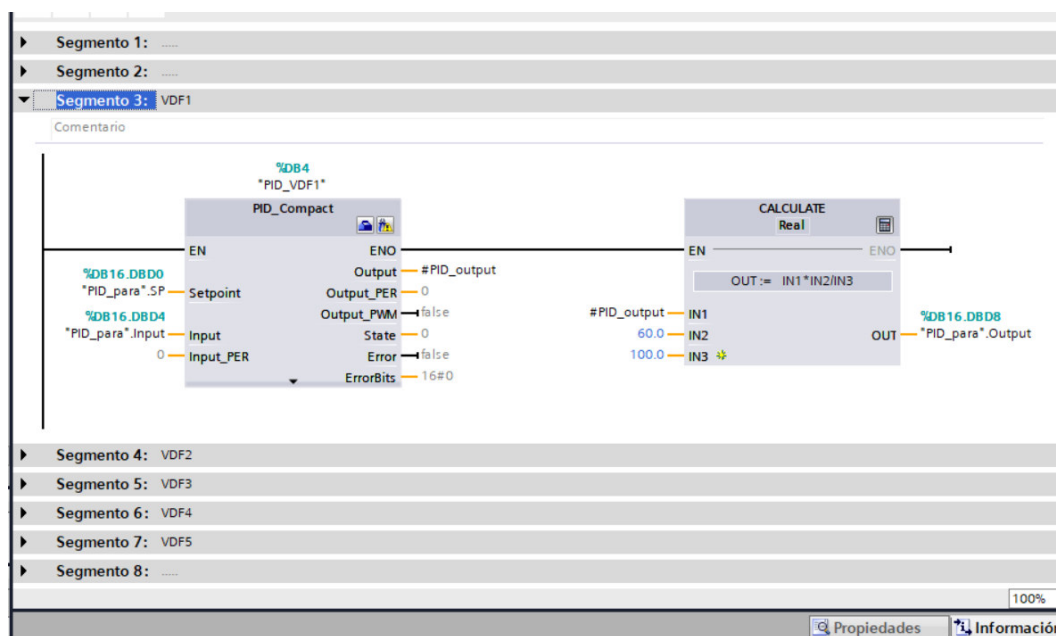 Segmento 1: .....
Segmento 2: .....
Segmento 3: VDF1
Comentario
%DB4
"PID_VDF1"
PID_Compact
EN ENO
Output #PID_output
%DB16.DBD0
"PID_para".SP Setpoint
Output_PER 0
Output_PWM false
%DB16.DBD4
"PID_para".Input Input
State 0
0 Input_PER
Error false
ErrorBits 16#0
CALCULATE
Real
EN ENO
OUT := IN1*IN2/IN3
#PID_output IN1
60.0 IN2
100.0 IN3
%DB16.DBD8
OUT "PID_para".Output
Segmento 4: VDF2
Segmento 5: VDF3
Segmento 6: VDF4
Segmento 7: VDF5
Segmento 8: .....
100%
Propiedades Información